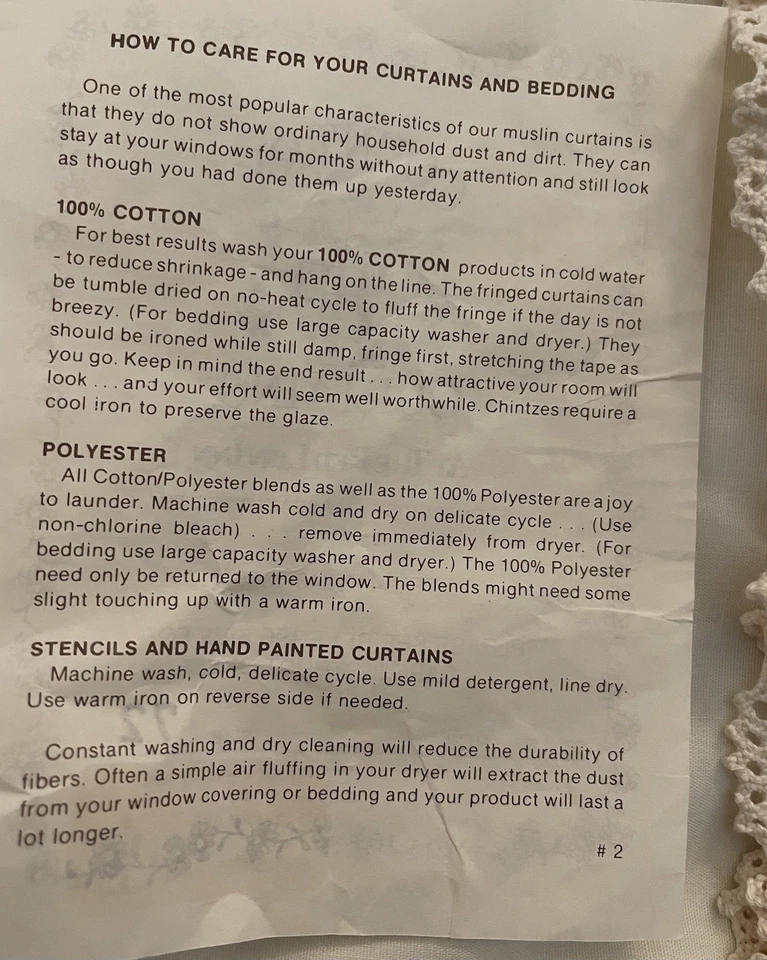 HOW TO CARE FOR YOUR CURTAINS AND BEDDING
One of the most popular characteristics of our muslin curtains is
that they do not show ordinary household dust and dirt. They can
stay at your windows for months without any attention and still look
as though you had done them up yesterday.
100% COTTON
For best results wash your 100% COTTON products in cold water
- to reduce shrinkage - and hang on the line. The fringed curtains can
be tumble dried on no-heat cycle to fluff the fringe if the day is not
breezy. (For bedding use large capacity washer and dryer.) They
should be ironed while still damp, fringe first, stretching the tape as
you go. Keep in mind the end result . . . how attractive your room will
look . . . and your effort will seem well worthwhile. Chintzes require a
cool iron to preserve the glaze.
POLYESTER
All Cotton/Polyester blends as well as the 100% Polyester are a joy
to launder. Machine wash cold and dry on delicate cycle . . . (Use
non-chlorine bleach) . . . remove immediately from dryer. (For
bedding use large capacity washer and dryer.) The 100% Polyester
need only be returned to the window. The blends might need some
slight touching up with a warm iron.
STENCILS AND HAND PAINTED CURTAINS
Machine wash, cold, delicate cycle. Use mild detergent, line dry.
Use warm iron on reverse side if needed.
Constant washing and dry cleaning will reduce the durability of
fibers. Often a simple air fluffing in your dryer will extract the dust
from your window covering or bedding and your product will last a
lot longer.
# 2